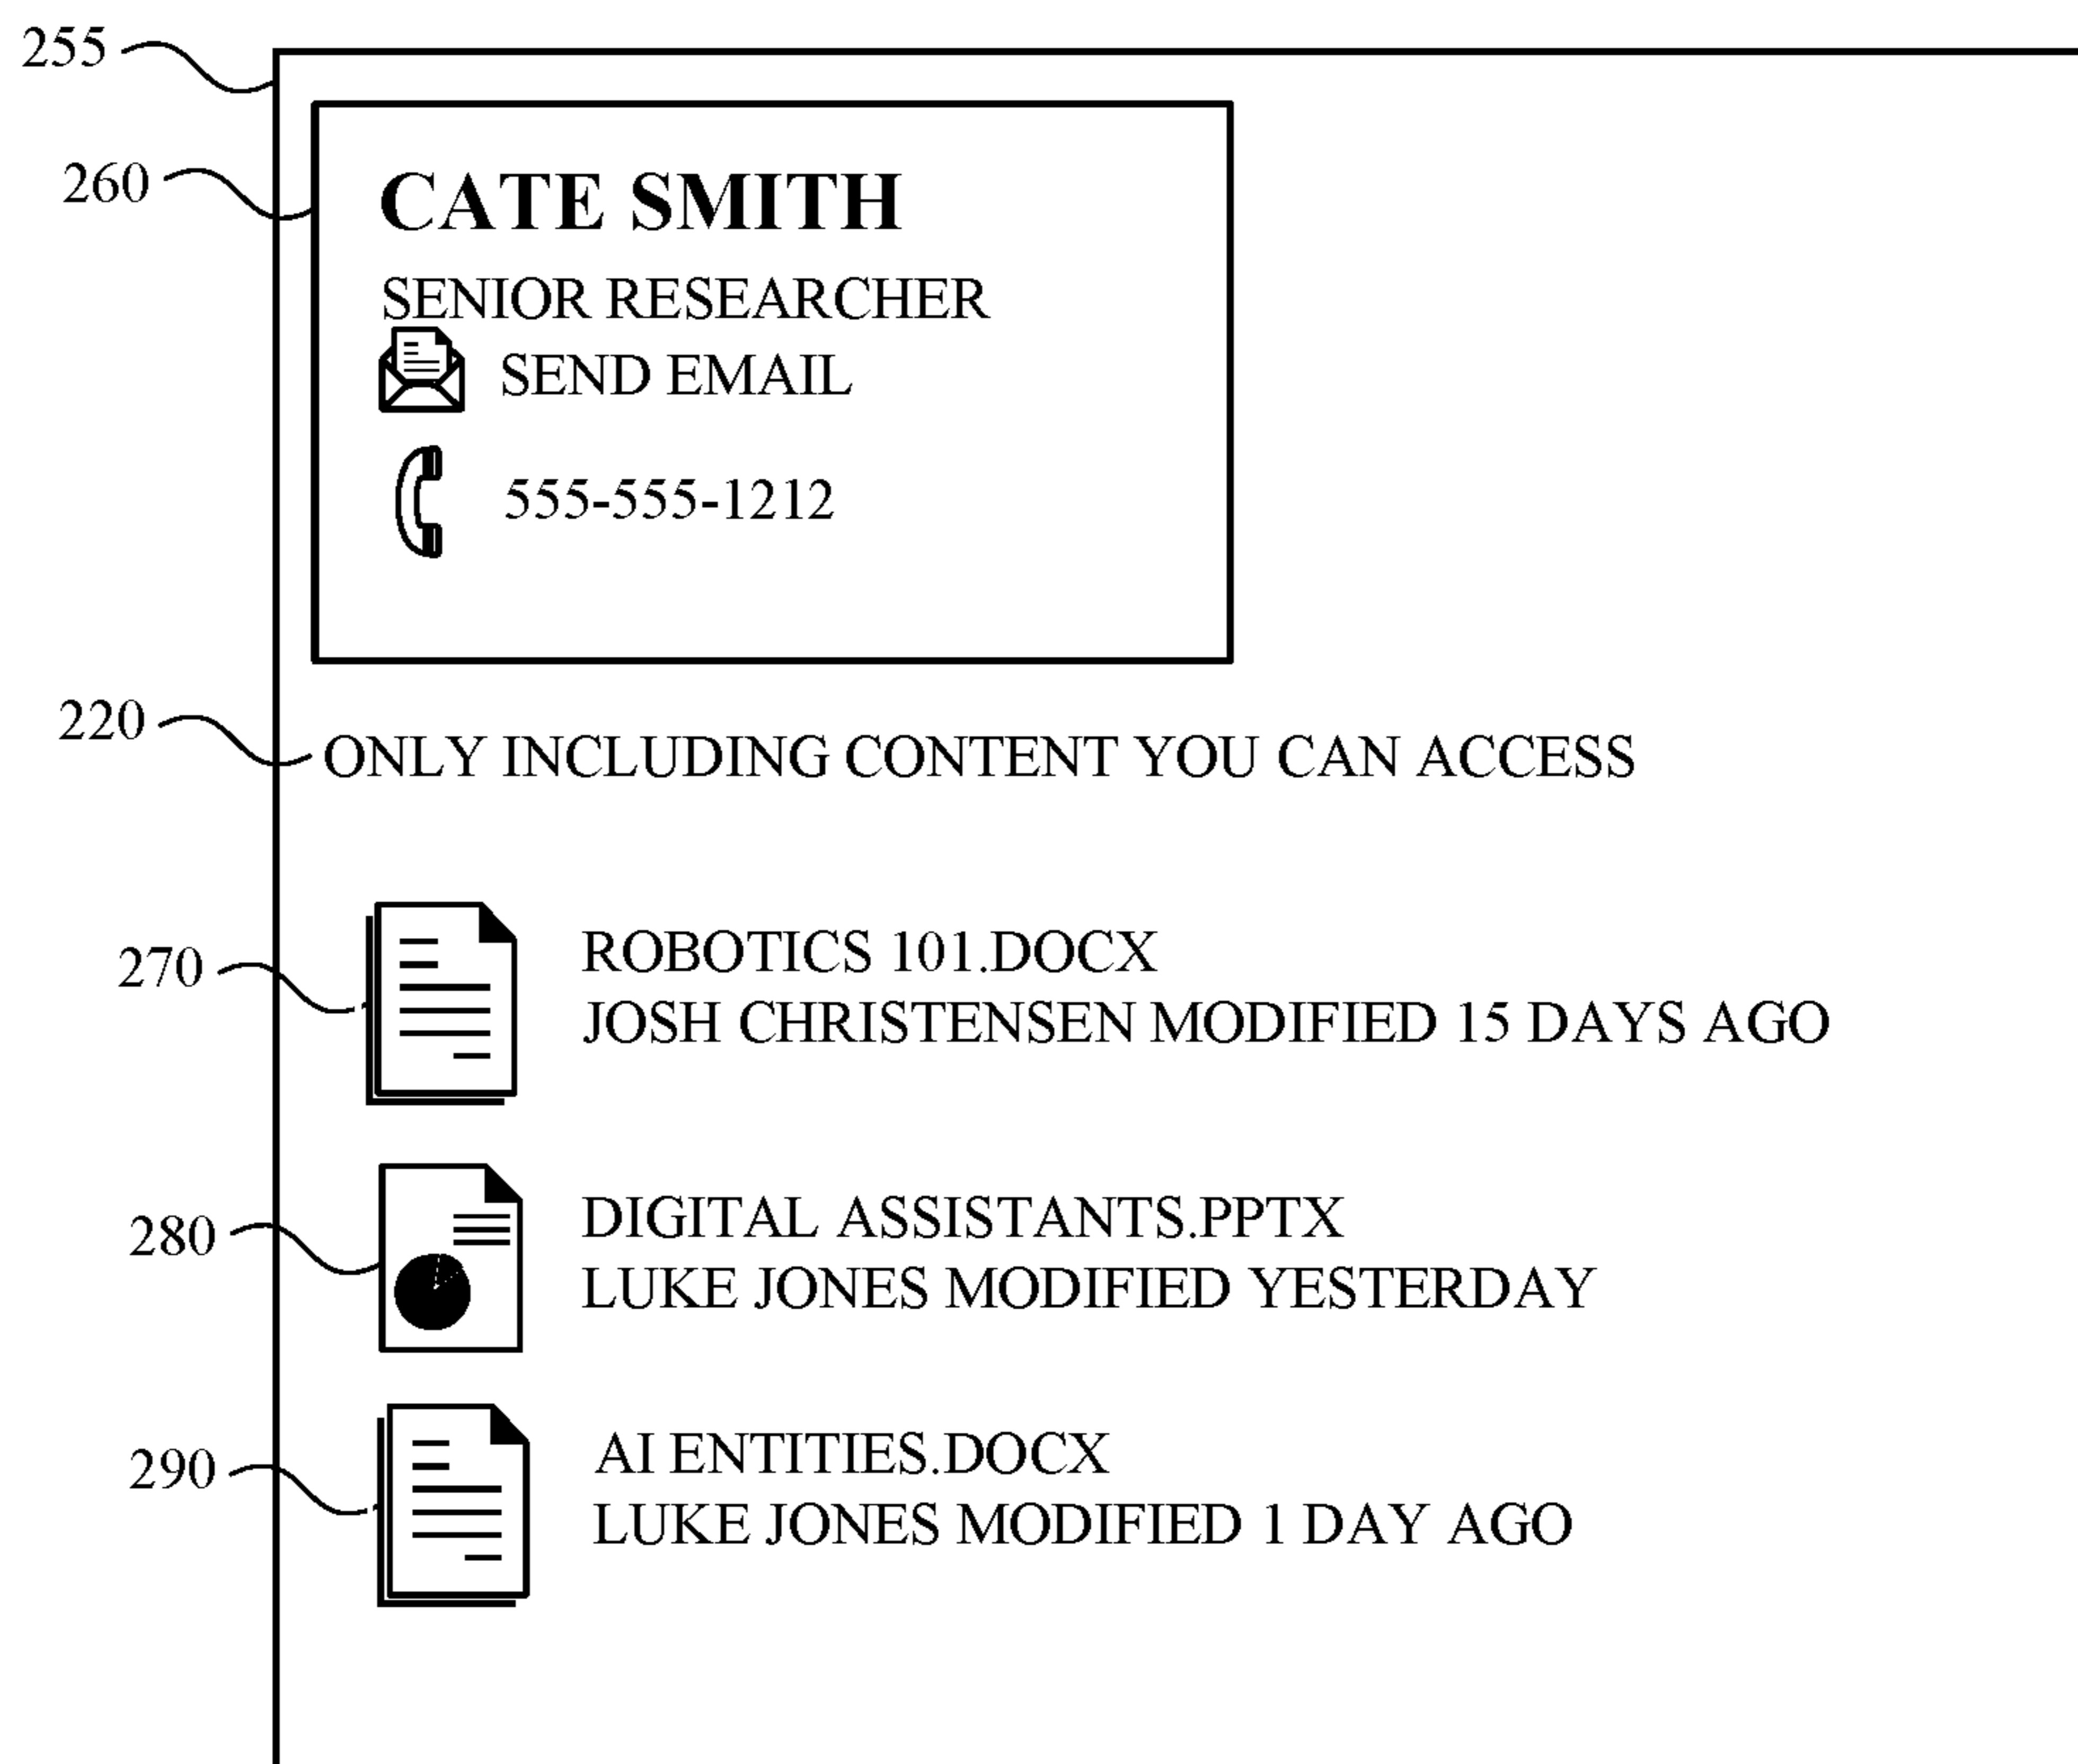 255
260
CATE SMITH
SENIOR RESEARCHER
SEND EMAIL
555-555-1212
220
ONLY INCLUDING CONTENT YOU CAN ACCESS
270
ROBOTICS 101.DOCX
JOSH CHRISTENSEN MODIFIED 15 DAYS AGO
280
DIGITAL ASSISTANTS.PPTX
LUKE JONES MODIFIED YESTERDAY
290
AI ENTITIES.DOCX
LUKE JONES MODIFIED 1 DAY AGO